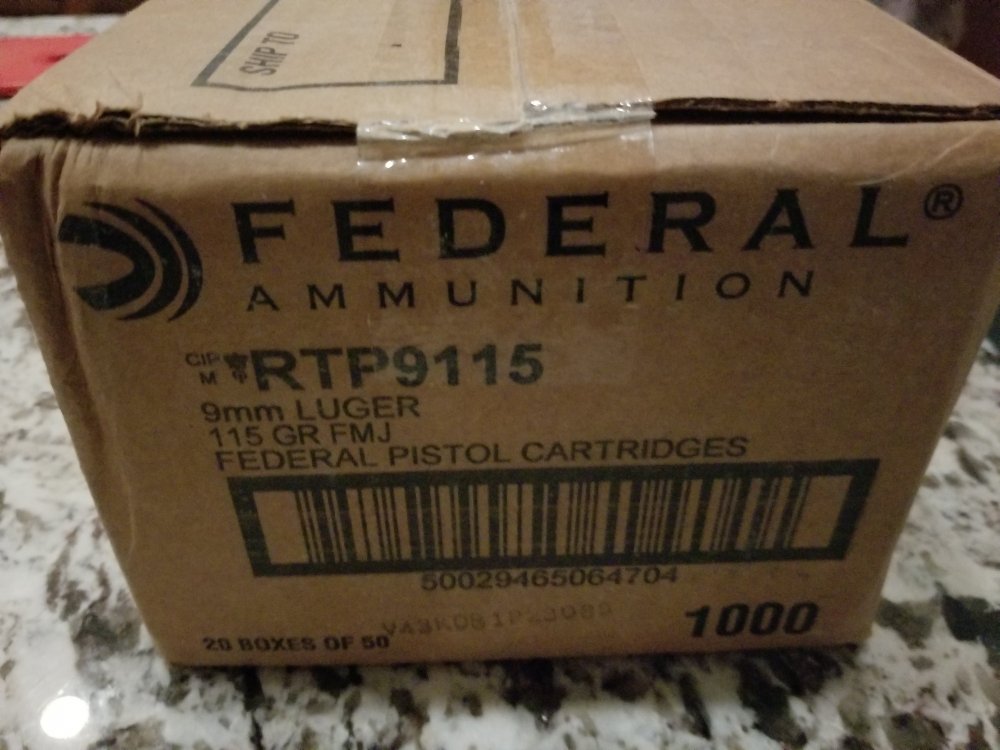 SHIP TO
FEDERAL®
AMMUNITION
CIP
M
RTP9115
9mm LUGER
115 GR FMJ
FEDERAL PISTOL CARTRIDGES
50029465064704
20 BOXES OF 50
1000